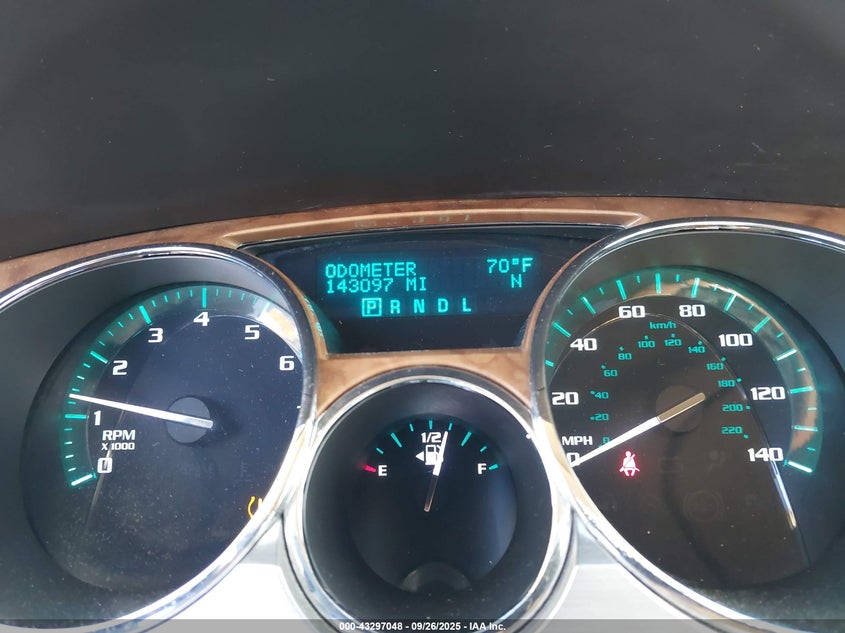 ODOMETER 70°F
143097 MI N
P R N D L
0 1 2 3 4 5 6
RPM
X 1000
E 1/2 F
0 20 40 60 80 100 120 140
MPH
km/h
0 20 40 60 80 100 120 140 160 180 200 220
000-43297048 - 09/26/2025 - IAA Inc.